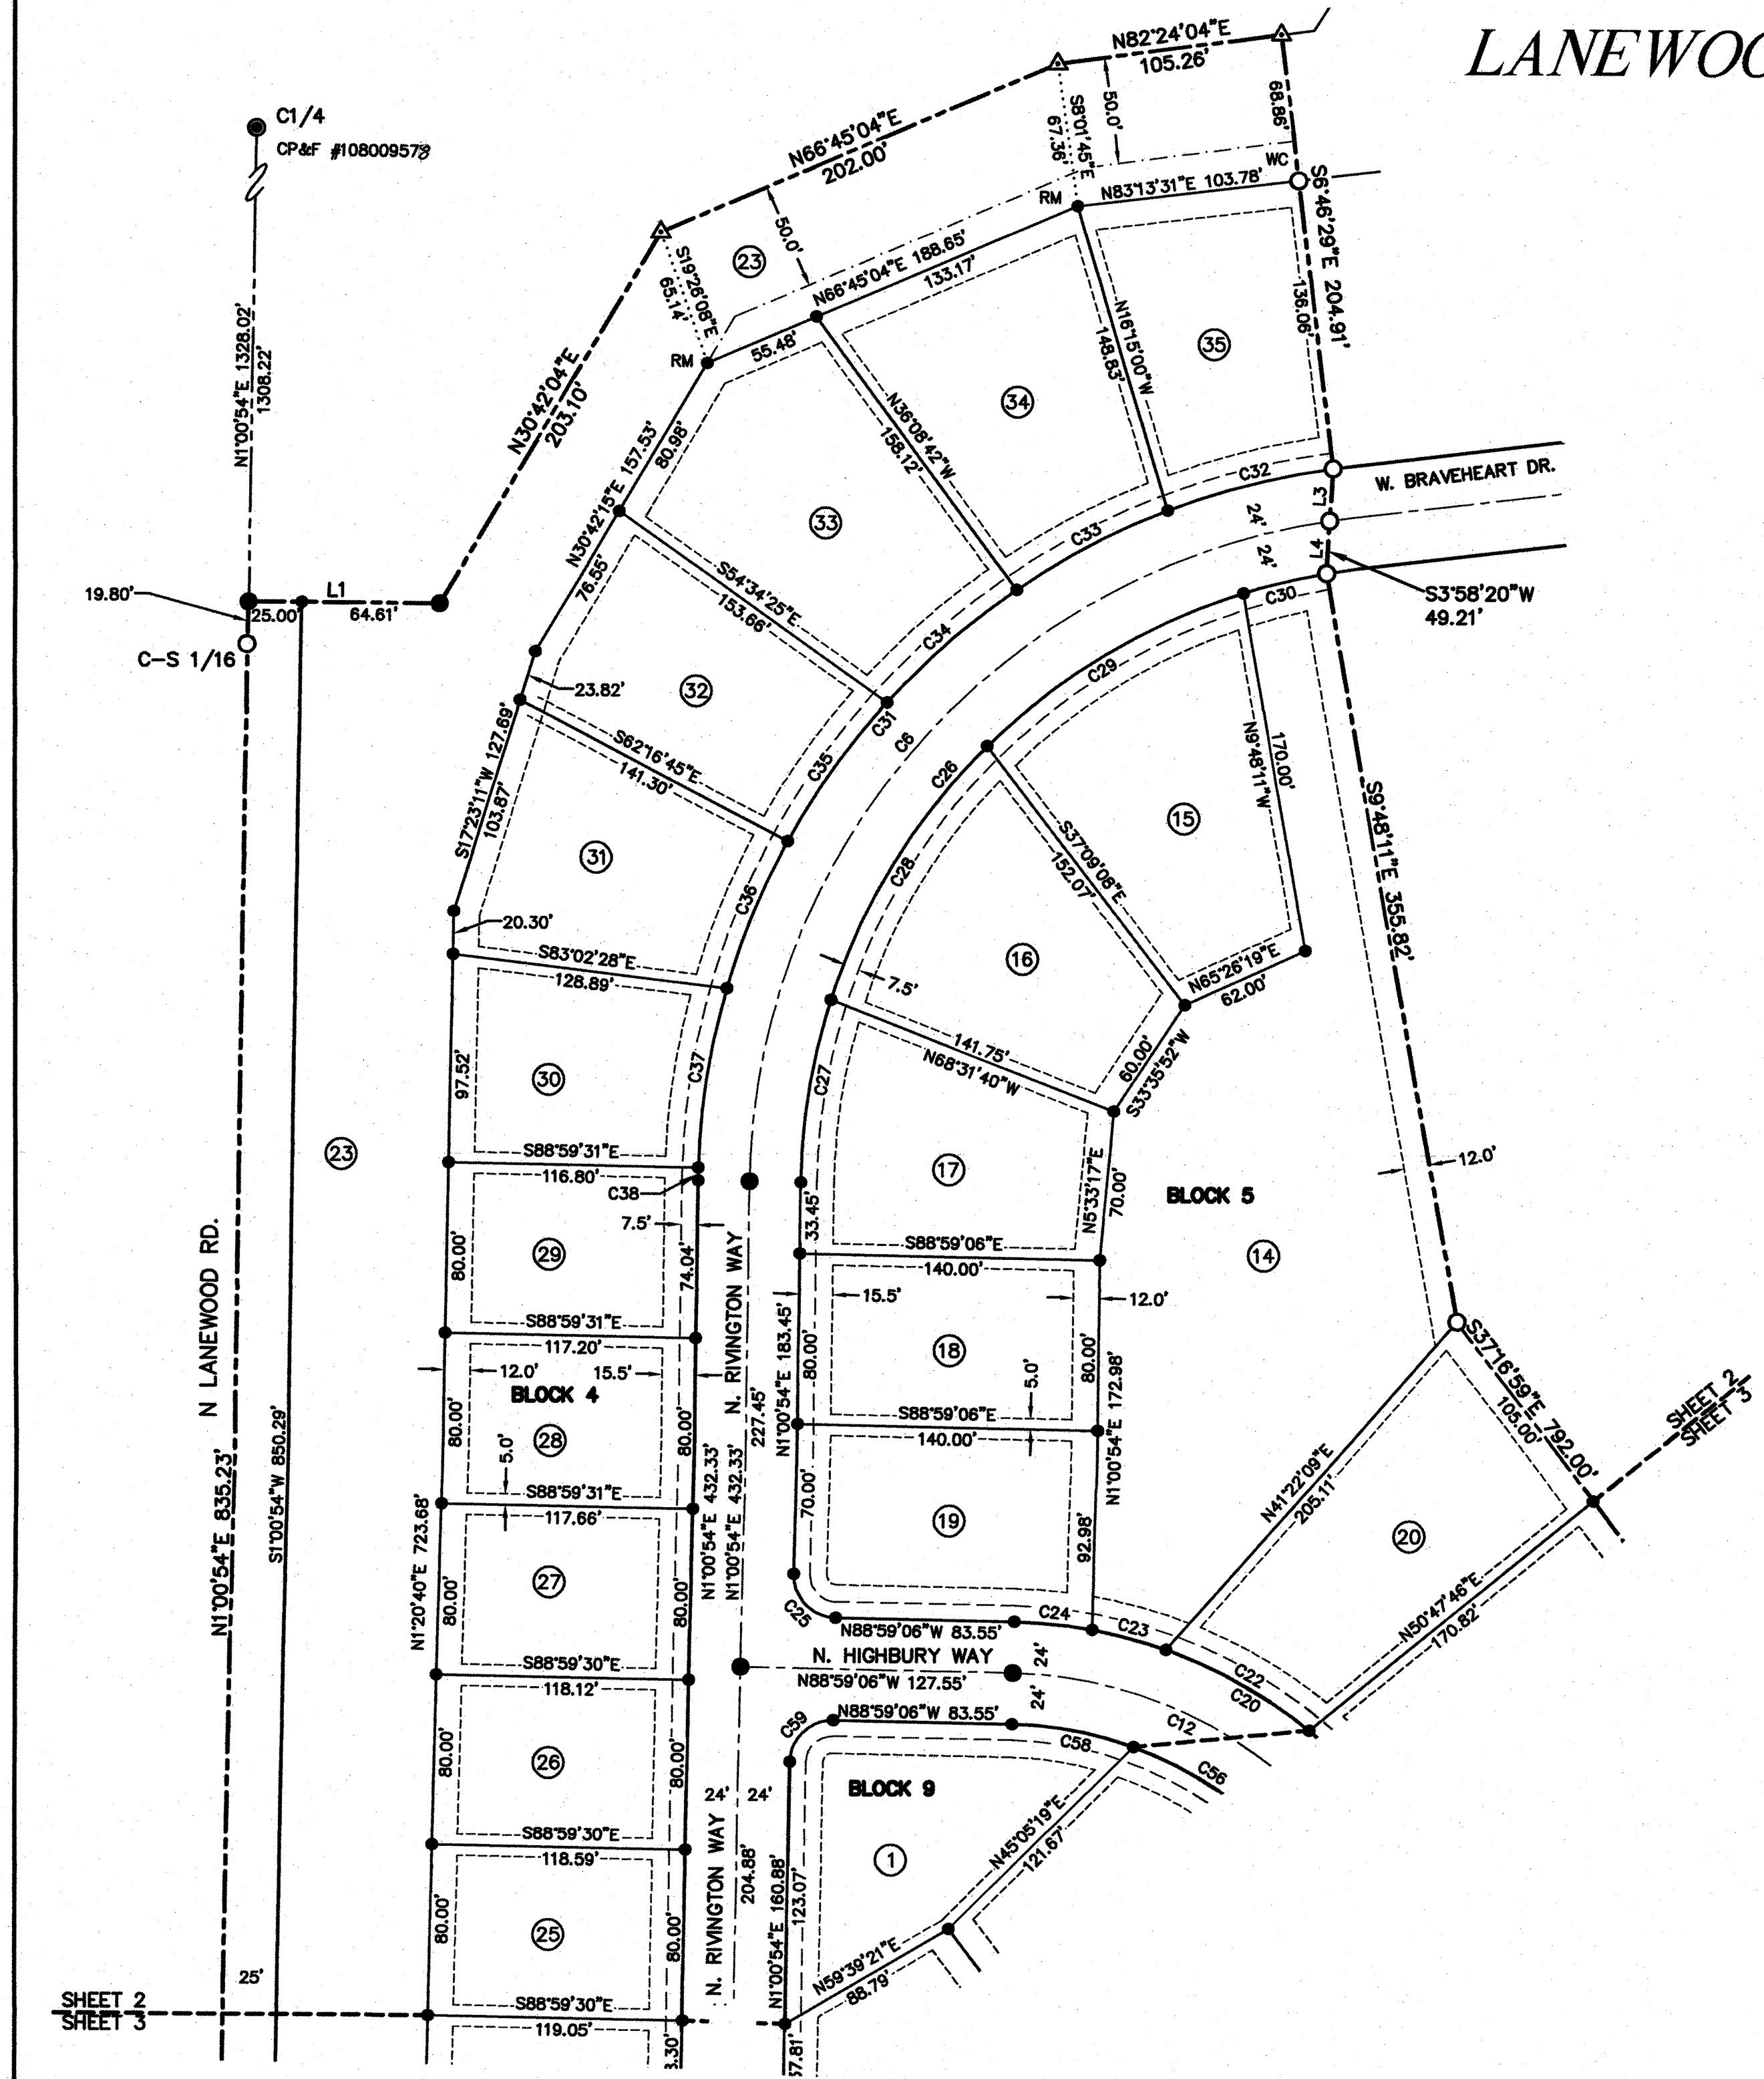 LANEWOO
N82°24'04"E
105.26'
C1/4
CP&F #108009578
50.0'
68.86'
S8°01'45"E
67.36'
N66°45'04"E
202.00'
WC
N83°13'31"E 103.78'
RM
S6°46'29"E 204.91'
50.0'
23
S19°26'08"E
65.14'
N66°45'04"E 188.65'
133.17'
136.06'
N1°00'54"E 1328.02'
1308.22'
RM
55.48'
N16°15'00"W
148.83'
35
N30°42'04"E
203.10'
34
N36°08'42"W
158.12'
N30°42'15"E 157.53'
80.98'
C32
W. BRAVEHEART DR.
L3
33
24'
C33
24'
L4
76.55'
S54°34'25"E
153.66'
19.80'
L1
25.00'
64.61'
C30
S3°58'20"W
49.21'
C-S 1/16
C34
C29
23.82'
32
C31
C6
S17°23'11"W 127.69'
103.87'
S62°16'45"E
141.30'
C35
C26
N9°48'11"W
170.00'
15
S9°48'11"E 355.82'
31
S37°09'08"E
152.07'
C28
C36
20.30'
S83°02'28"E
128.89'
16
7.5'
N65°26'19"E
62.00'
141.75'
N68°31'40"W
60.00'
S33°35'52"W
97.52'
30
C37
C27
23
S88°59'31"E
116.80'
C38
17
N5°33'17"E
70.00'
12.0'
BLOCK 5
7.5'
33.45'
80.00'
29
74.04'
N. RIVINGTON WAY
S88°59'06"E
140.00'
14
15.5'
12.0'
S88°59'31"E
117.20'
12.0'
15.5'
BLOCK 4
N1°00'54"E 183.45'
80.00'
18
5.0'
80.00'
N1°00'54"E 172.98'
N LANEWOOD RD.
S37°16'59"E 792.00'
105.00'
SHEET 2
SHEET 3
80.00'
28
5.0'
80.00'
227.45'
S88°59'06"E
140.00'
N1°00'54"E 835.23'
S1°00'54"W 850.29'
S88°59'31"E
117.66'
N1°00'54"E 432.33'
N1°00'54"E 432.33'
70.00'
19
92.98'
N41°22'09"E
205.11'
20
N1°20'40"E 723.68'
80.00'
27
80.00'
C25
C24
C23
N50°47'46"E
170.82'
N88°59'06"W 83.55'
N. HIGHBURY WAY
24'
N88°59'06"W 127.55'
24'
C22
C20
S88°59'30"E
118.12'
C59
N88°59'06"W 83.55'
C58
C12
C56
80.00'
26
80.00'
24'
24'
BLOCK 9
S88°59'30"E
118.59'
N. RIVINGTON WAY
204.88'
N1°00'54"E 160.88'
123.07'
1
N45°05'19"E
121.67'
80.00'
25
80.00'
25'
N59°39'21"E
88.79'
SHEET 2
SHEET 3
S88°59'30"E
119.05'
3.30'
37.81'